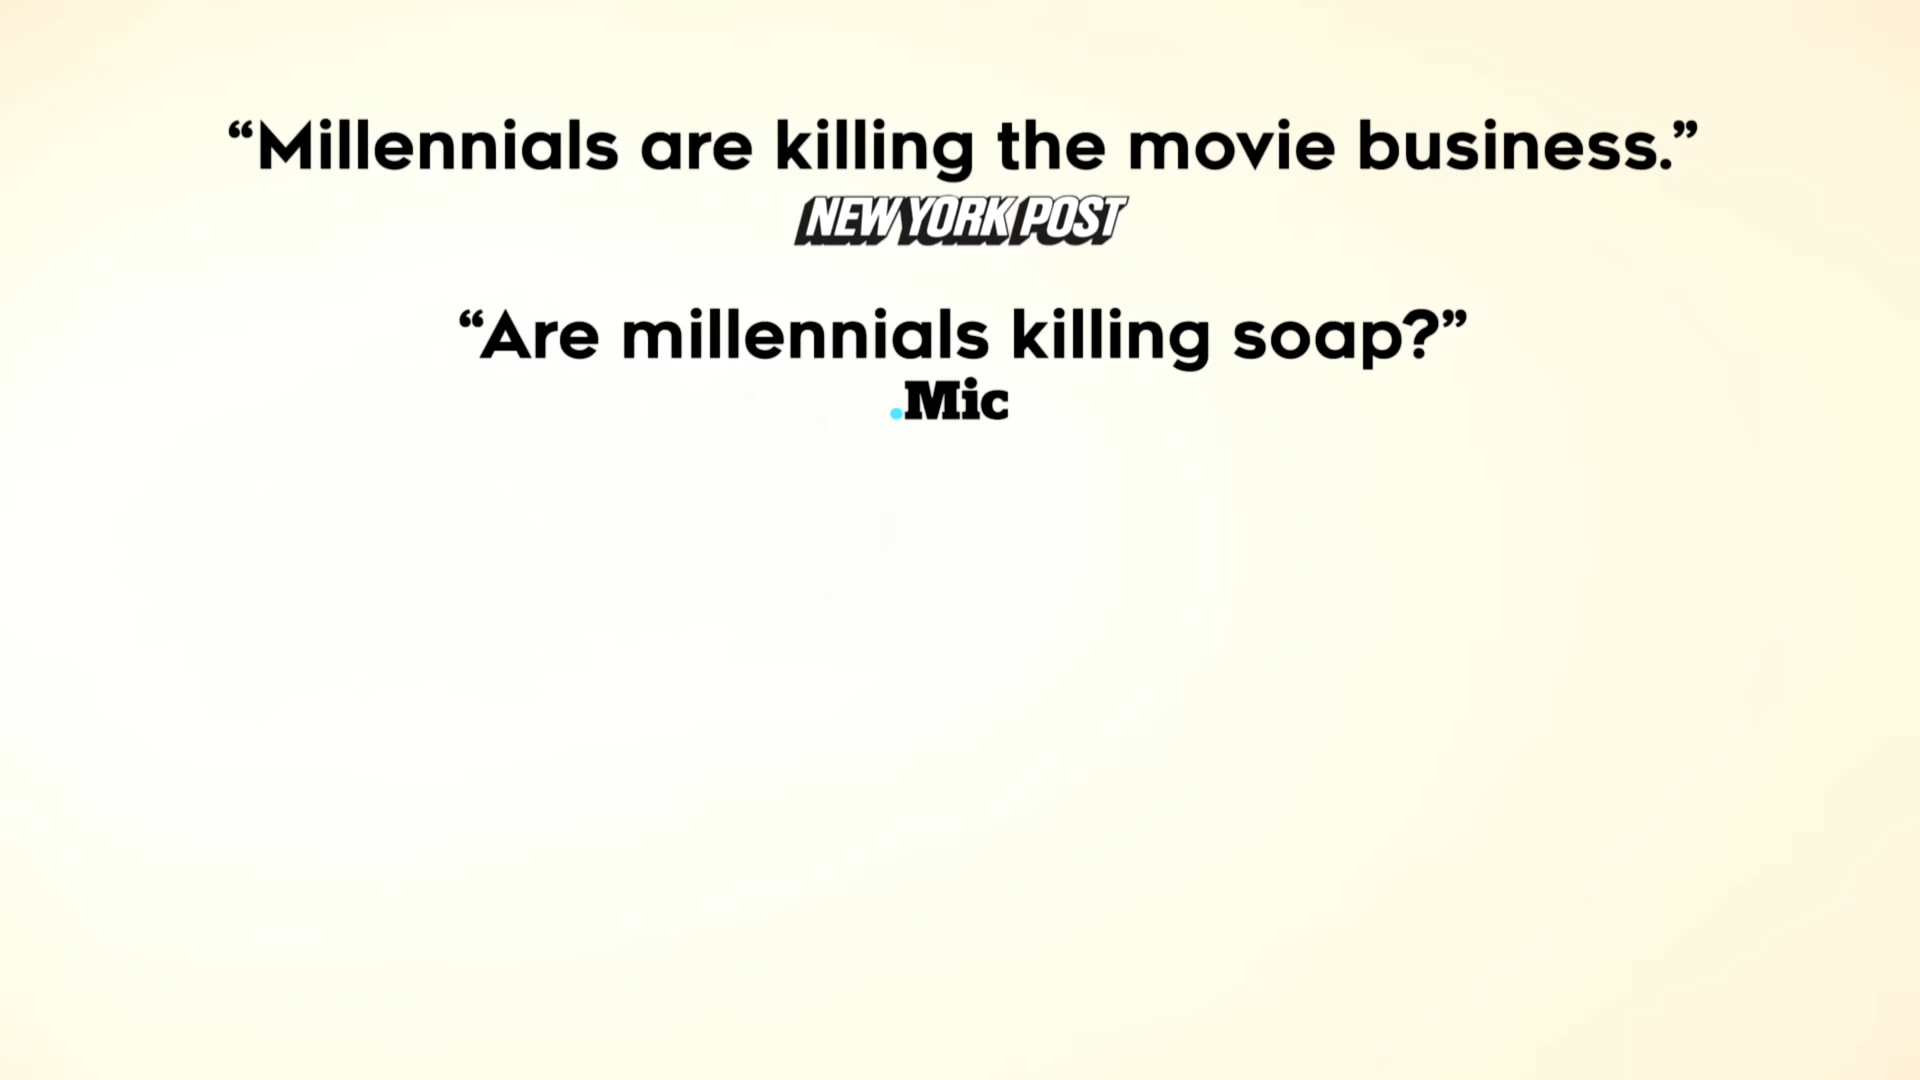 “Millennials are killing the movie business.”
NEW YORK POST
“Are millennials killing soap?”
.Mic